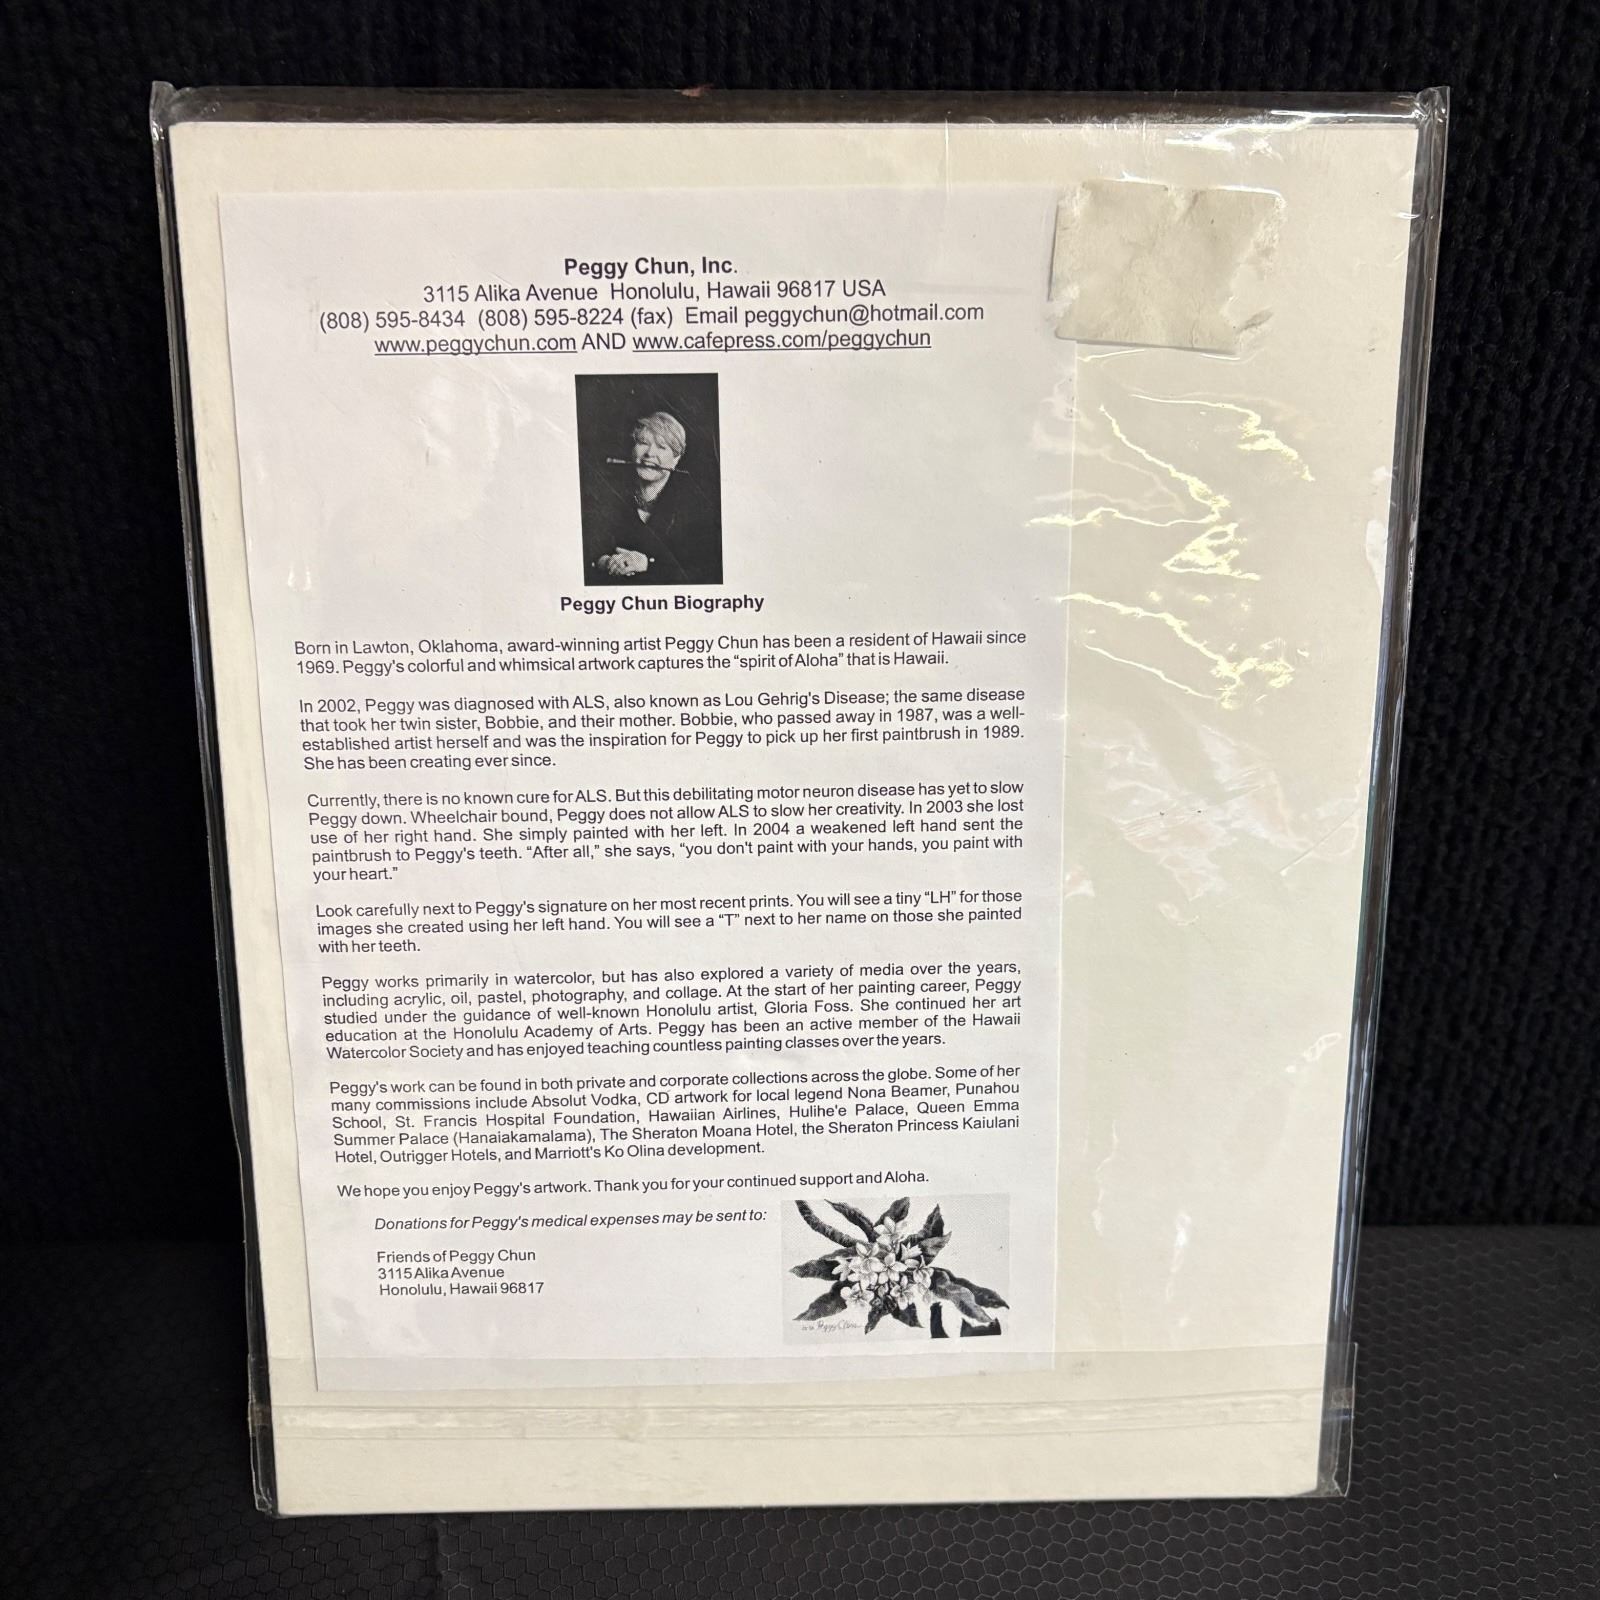 Peggy Chun, Inc.
3115 Alika Avenue Honolulu, Hawaii 96817 USA
(808) 595-8434 (808) 595-8224 (fax) Email peggychun@hotmail.com
www.peggychun.com AND www.cafepress.com/peggychun
Peggy Chun Biography
Born in Lawton, Oklahoma, award-winning artist Peggy Chun has been a resident of Hawaii since
1969. Peggy's colorful and whimsical artwork captures the “spirit of Aloha” that is Hawaii.
In 2002, Peggy was diagnosed with ALS, also known as Lou Gehrig's Disease; the same disease
that took her twin sister, Bobbie, and their mother. Bobbie, who passed away in 1987, was a well-
established artist herself and was the inspiration for Peggy to pick up her first paintbrush in 1989.
She has been creating ever since.
Currently, there is no known cure for ALS. But this debilitating motor neuron disease has yet to slow
Peggy down. Wheelchair bound, Peggy does not allow ALS to slow her creativity. In 2003 she lost
use of her right hand. She simply painted with her left. In 2004 a weakened left hand sent the
paintbrush to Peggy's teeth. “After all,” she says, “you don't paint with your hands, you paint with
your heart.”
Look carefully next to Peggy's signature on her most recent prints. You will see a tiny “LH” for those
images she created using her left hand. You will see a “T” next to her name on those she painted
with her teeth.
Peggy works primarily in watercolor, but has also explored a variety of media over the years,
including acrylic, oil, pastel, photography, and collage. At the start of her painting career, Peggy
studied under the guidance of well-known Honolulu artist, Gloria Foss. She continued her art
education at the Honolulu Academy of Arts. Peggy has been an active member of the Hawaii
Watercolor Society and has enjoyed teaching countless painting classes over the years.
Peggy's work can be found in both private and corporate collections across the globe. Some of her
many commissions include Absolut Vodka, CD artwork for local legend Nona Beamer, Punahou
School, St. Francis Hospital Foundation, Hawaiian Airlines, Hulihe'e Palace, Queen Emma
Summer Palace (Hanaiakamalama), The Sheraton Moana Hotel, the Sheraton Princess Kaiulani
Hotel, Outrigger Hotels, and Marriott's Ko Olina development.
We hope you enjoy Peggy's artwork. Thank you for your continued support and Aloha.
Donations for Peggy's medical expenses may be sent to:
Friends of Peggy Chun
3115 Alika Avenue
Honolulu, Hawaii 96817
Peggy Chun